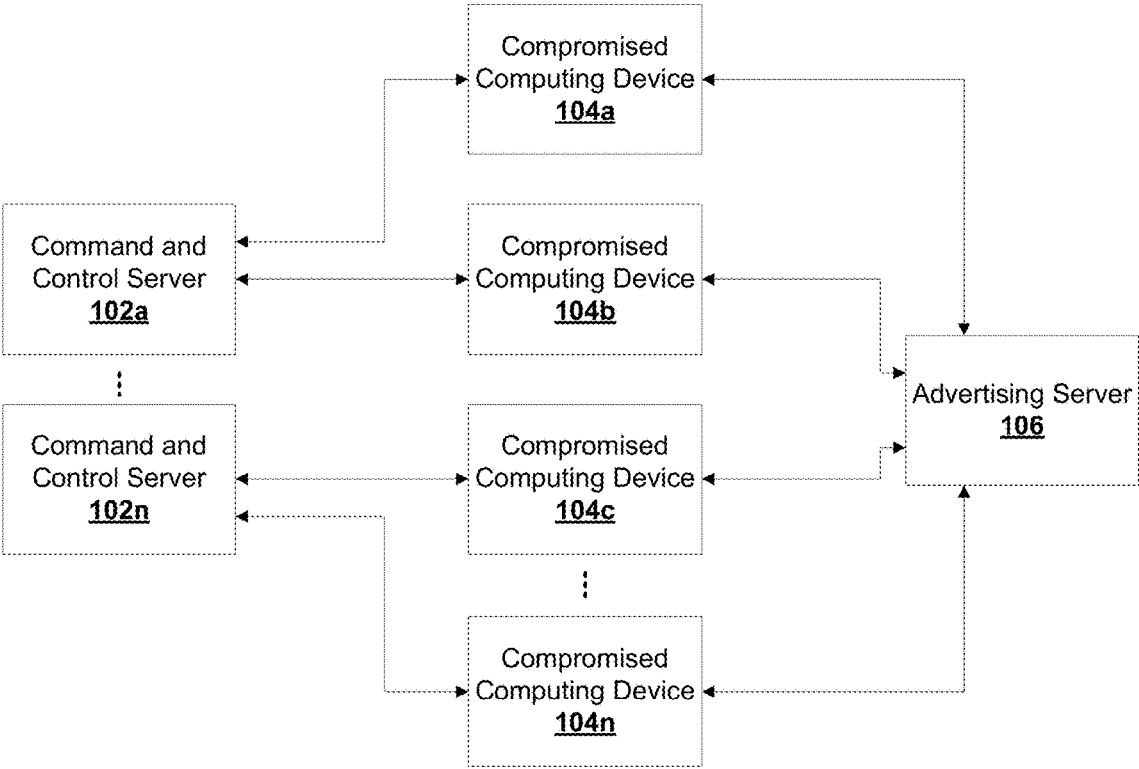 Compromised
Computing Device
104a
Command and
Control Server
102a
Compromised
Computing Device
104b
Advertising Server
106
Command and
Control Server
102n
Compromised
Computing Device
104c
Compromised
Computing Device
104n